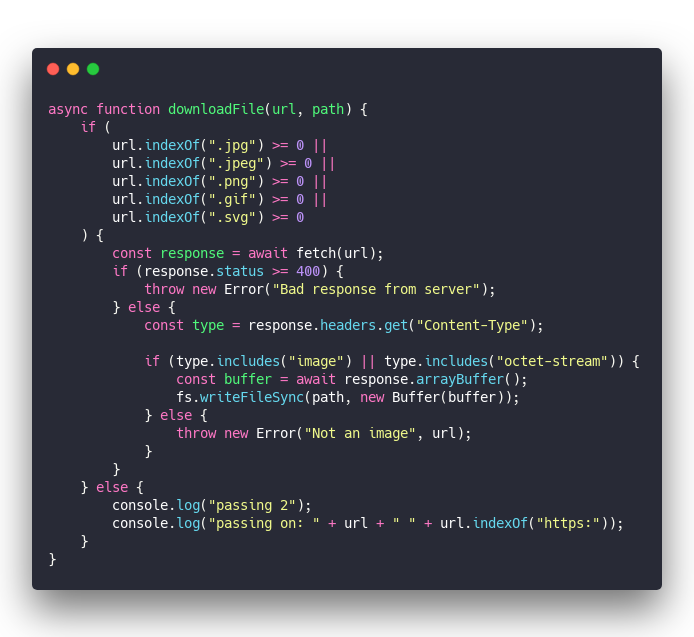 async function downloadFile(url, path) {
    if (
        url.indexOf(".jpg") >= 0 ||
        url.indexOf(".jpeg") >= 0 ||
        url.indexOf(".png") >= 0 ||
        url.indexOf(".gif") >= 0 ||
        url.indexOf(".svg") >= 0
    ) {
        const response = await fetch(url);
        if (response.status >= 400) {
            throw new Error("Bad response from server");
        } else {
            const type = response.headers.get("Content-Type");

            if (type.includes("image") || type.includes("octet-stream")) {
                const buffer = await response.arrayBuffer();
                fs.writeFileSync(path, new Buffer(buffer));
            } else {
                throw new Error("Not an image", url);
            }
        }
    } else {
        console.log("passing 2");
        console.log("passing on: " + url + " " + url.indexOf("https:"));
    }
}